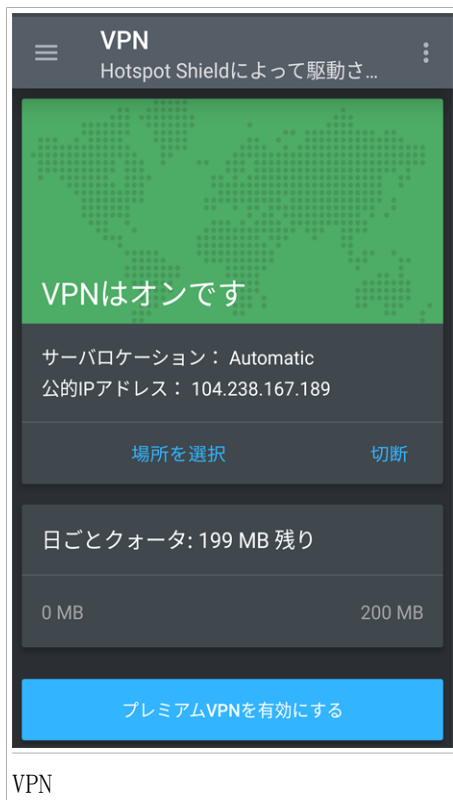 VPN
Hotspot Shieldによって駆動さ...
VPNはオンです
サーバロケーション： Automatic
公的IPアドレス： 104.238.167.189
場所を選択 切断
日ごとクォータ: 199 MB 残り
0 MB 200 MB
プレミアムVPNを有効にする
VPN